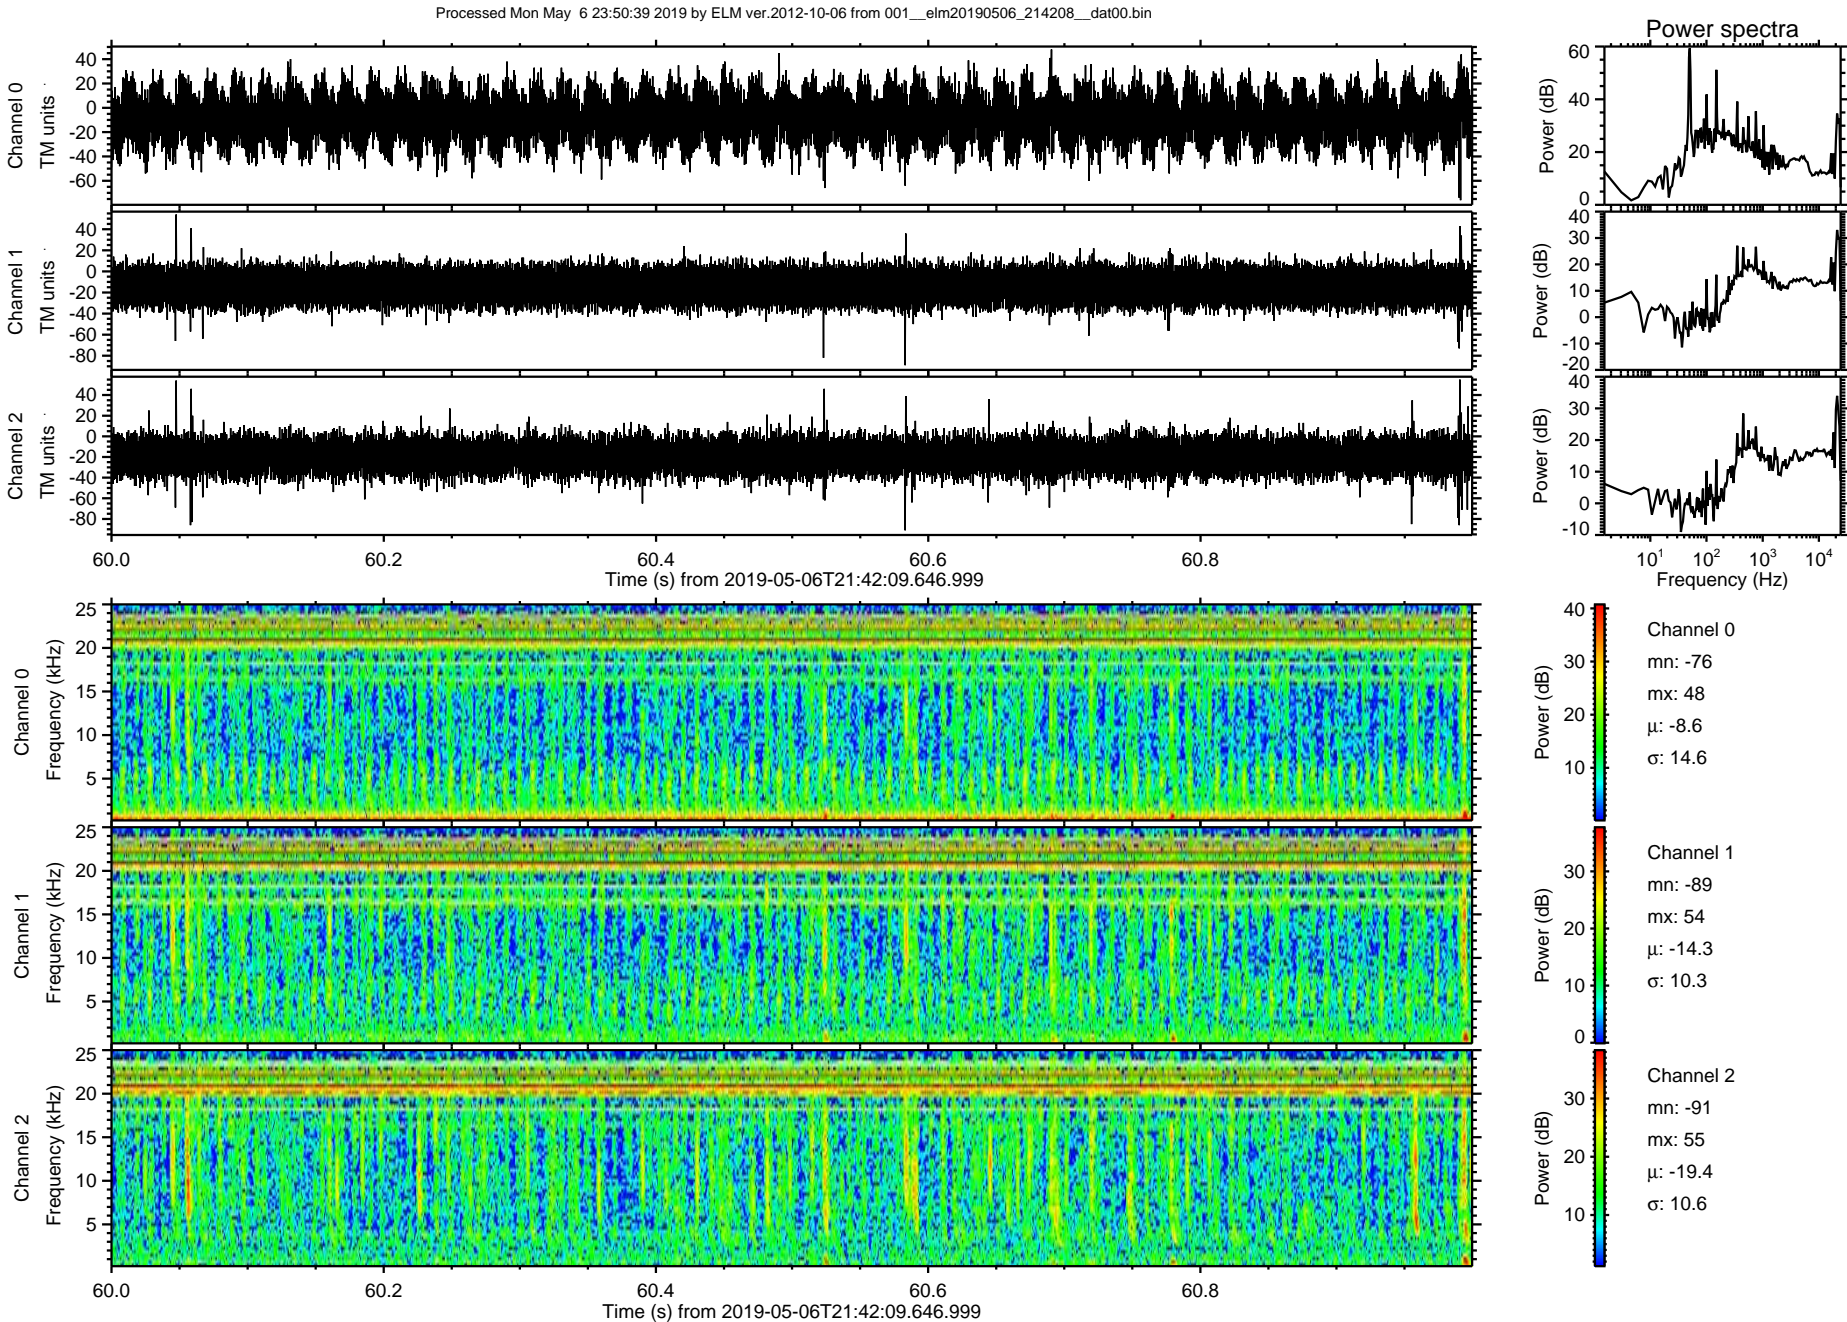 Processed Mon May  6 23:50:39 2019 by ELM ver.2012-10-06 from 001__elm20190506_214208__dat00.bin
Power spectra
Channel 0
TM units
40
20
0
-20
-40
-60
Power (dB)
60
40
20
0
Channel 1
TM units
40
20
0
-20
-40
-60
-80
Power (dB)
40
30
20
10
0
-10
-20
Channel 2
TM units
40
20
0
-20
-40
-60
-80
Power (dB)
40
30
20
10
0
-10
60.0 60.2 60.4 60.6 60.8
Time (s) from 2019-05-06T21:42:09.646.999
10^1 10^2 10^3 10^4
Frequency (Hz)
Channel 0
Frequency (kHz)
25
20
15
10
5
Power (dB)
40
30
20
10
Channel 0
mn: -76
mx: 48
μ: -8.6
σ: 14.6
Channel 1
Frequency (kHz)
25
20
15
10
5
Power (dB)
30
20
10
0
Channel 1
mn: -89
mx: 54
μ: -14.3
σ: 10.3
Channel 2
Frequency (kHz)
25
20
15
10
5
Power (dB)
30
20
10
Channel 2
mn: -91
mx: 55
μ: -19.4
σ: 10.6
60.0 60.2 60.4 60.6 60.8
Time (s) from 2019-05-06T21:42:09.646.999